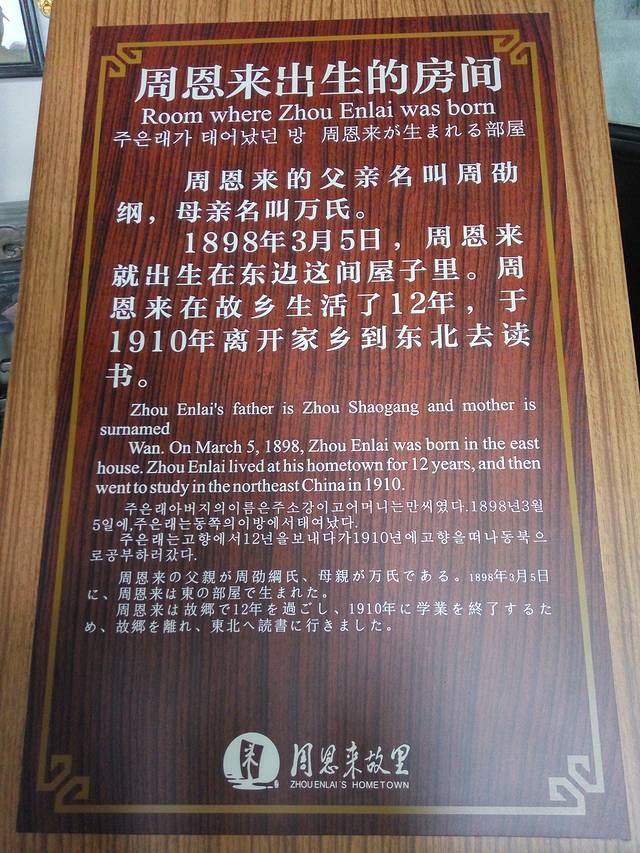 周恩来出生的房间
Room where Zhou Enlai was born
주은래가 태어났던 방 周恩来が生まれる部屋
周恩来的父亲名叫周劭
纲，母亲名叫万氏。
1898年3月5日，周恩来
就出生在东边这间屋子里。周
恩来在故乡生活了12年，于
1910年离开家乡到东北去读
书。
Zhou Enlai's father is Zhou Shaogang and mother is
surnamed
Wan. On March 5, 1898, Zhou Enlai was born in the east
house. Zhou Enlai lived at his hometown for 12 years, and then
went to study in the northeast China in 1910.
주은래아버지의이름은주소강이고어머니는만씨였다.1898년3월
5일에,주은래는동쪽의이방에서태여났다.
주은래는고향에서12년을보내다가1910년에고향을떠나동북으
로공부하러갔다.
周恩来の父親が周劭綱氏、母親が万氏である。1898年3月5日
に、周恩来は東の部屋で生まれた。
周恩来は故郷で12年を過ごし、1910年に学業を終了するた
め、故郷を離れ、東北へ読書に行きました。
周恩来故里
ZHOU ENLAI'S HOMETOWN